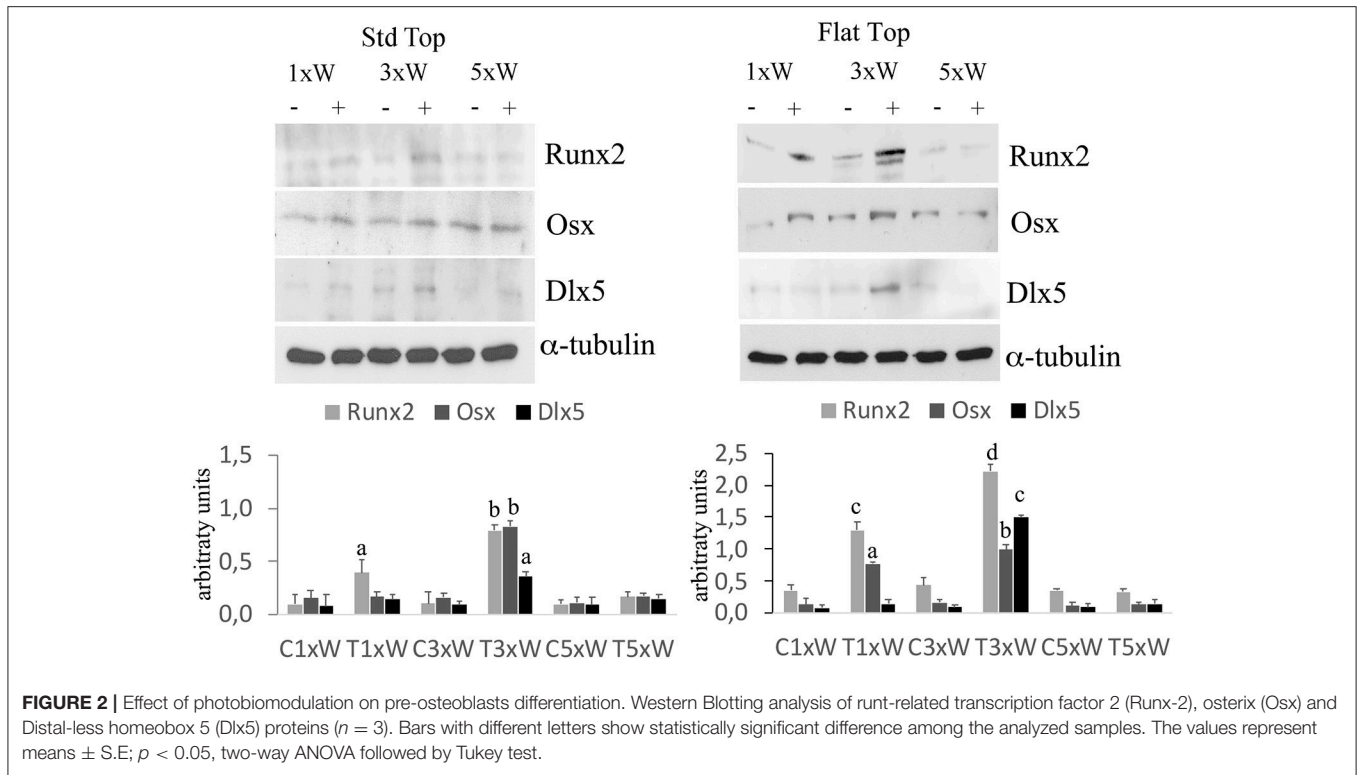 Std Top
1xW 3xW 5xW
- + - + - +
Runx2
Osx
Dlx5
α-tubulin
Runx2 Osx Dlx5
arbitraty units
1,5
1,0
0,5
0,0
a
b b
a
C1xW T1xW C3xW T3xW C5xW T5xW
Flat Top
1xW 3xW 5xW
- + - + - +
Runx2
Osx
Dlx5
α-tubulin
Runx2 Osx Dlx5
arbitraty units
2,5
2,0
1,5
1,0
0,5
0,0
c
a
d
b
c
C1xW T1xW C3xW T3xW C5xW T5xW
FIGURE 2 | Effect of photobiomodulation on pre-osteoblasts differentiation. Western Blotting analysis of runt-related transcription factor 2 (Runx-2), osterix (Osx) and
Distal-less homeobox 5 (Dlx5) proteins (n = 3). Bars with different letters show statistically significant difference among the analyzed samples. The values represent
means ± S.E; p < 0.05, two-way ANOVA followed by Tukey test.